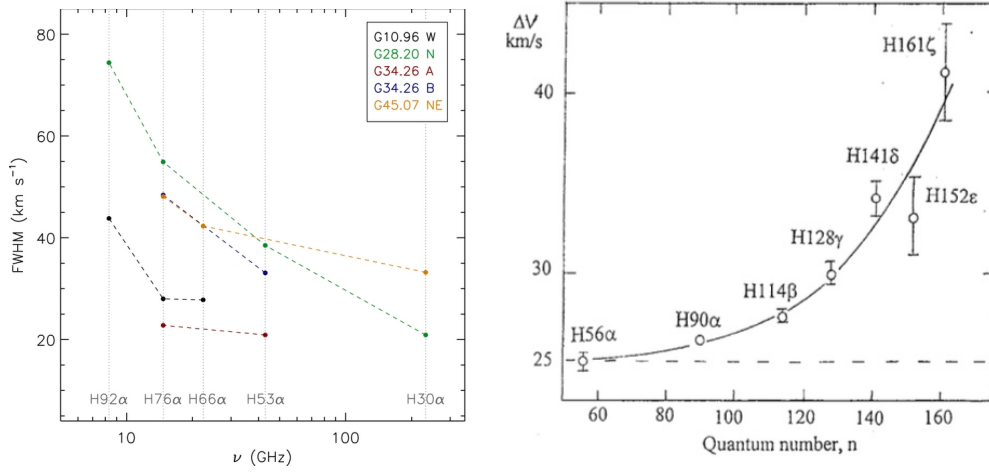 80
60
40
20
FWHM (km s⁻¹)
G10.96 W
G28.20 N
G34.26 A
G34.26 B
G45.07 NE
H92α H76α H66α H53α H30α
10 100
ν (GHz)
ΔV
km/s
40
30
25
H56α
H90α
H114β
H128γ
H141δ
H152ε
H161ζ
60 80 100 120 140 160
Quantum number, n